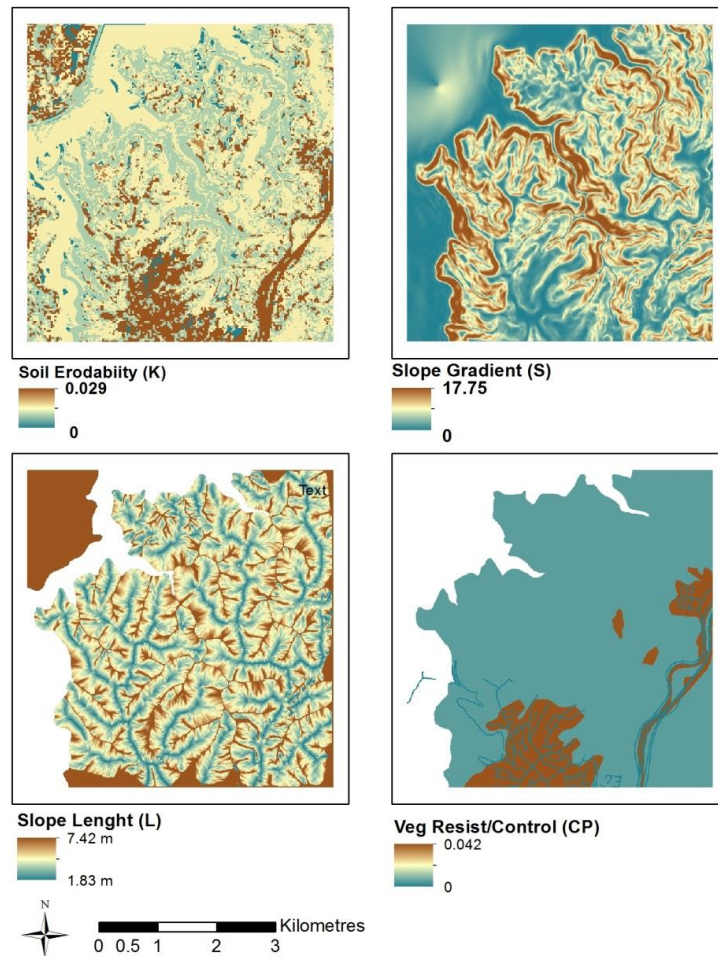 Soil Erodabiity (K)
0.029
0
Slope Gradient (S)
17.75
0
Text
Slope Lenght (L)
7.42 m
1.83 m
Veg Resist/Control (CP)
0.042
0
N
Kilometres
0 0.5 1 2 3